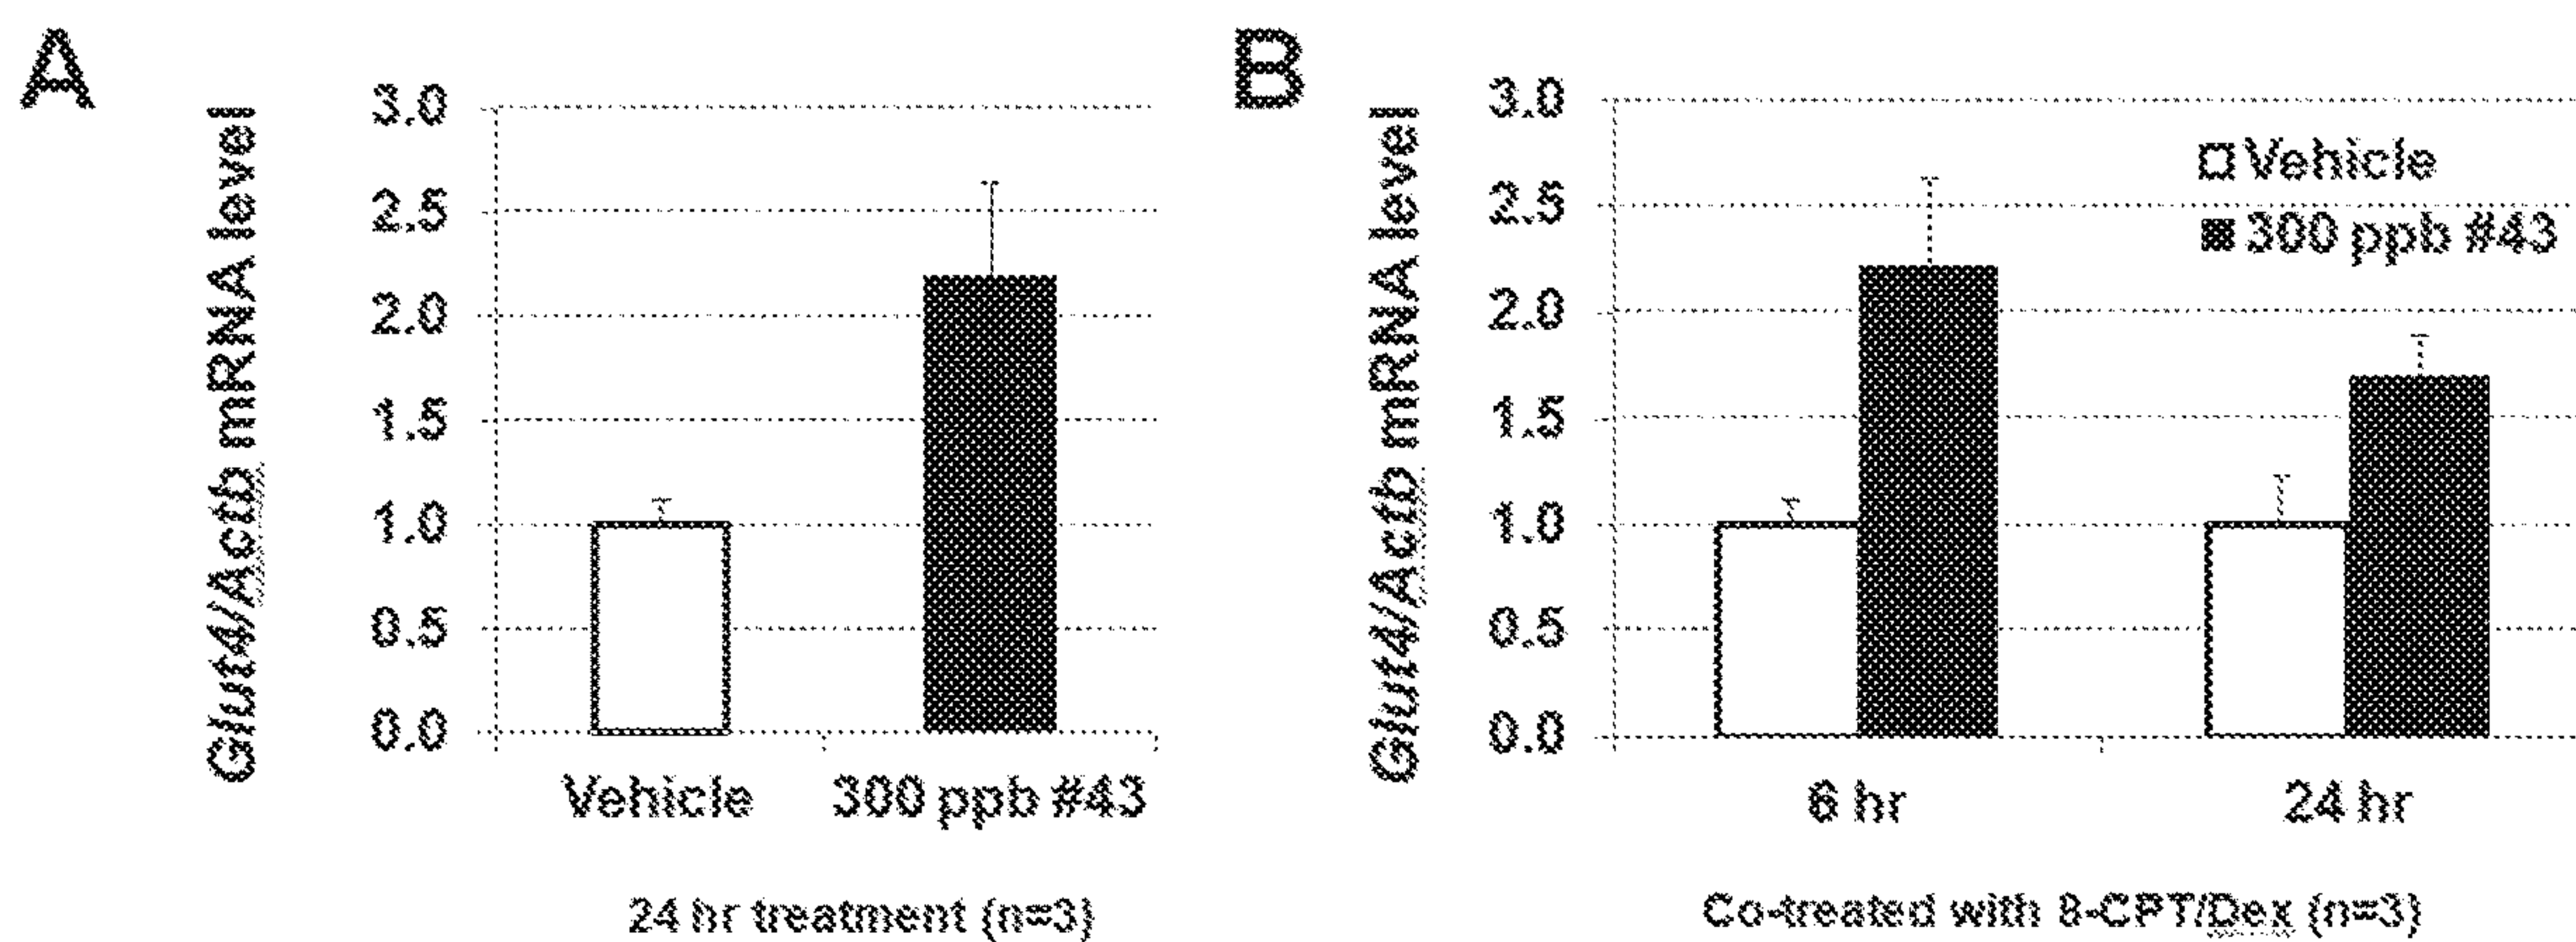 A
Glut4/Actb mRNA level
3.0
2.5
2.0
1.5
1.0
0.5
0.0
Vehicle 300 ppb #43
24 hr treatment (n=3)
B
Glut4/Actb mRNA level
3.0
2.5
2.0
1.5
1.0
0.5
0.0
Vehicle
300 ppb #43
6 hr 24 hr
Co-treated with 8-CPT/Dex (n=3)